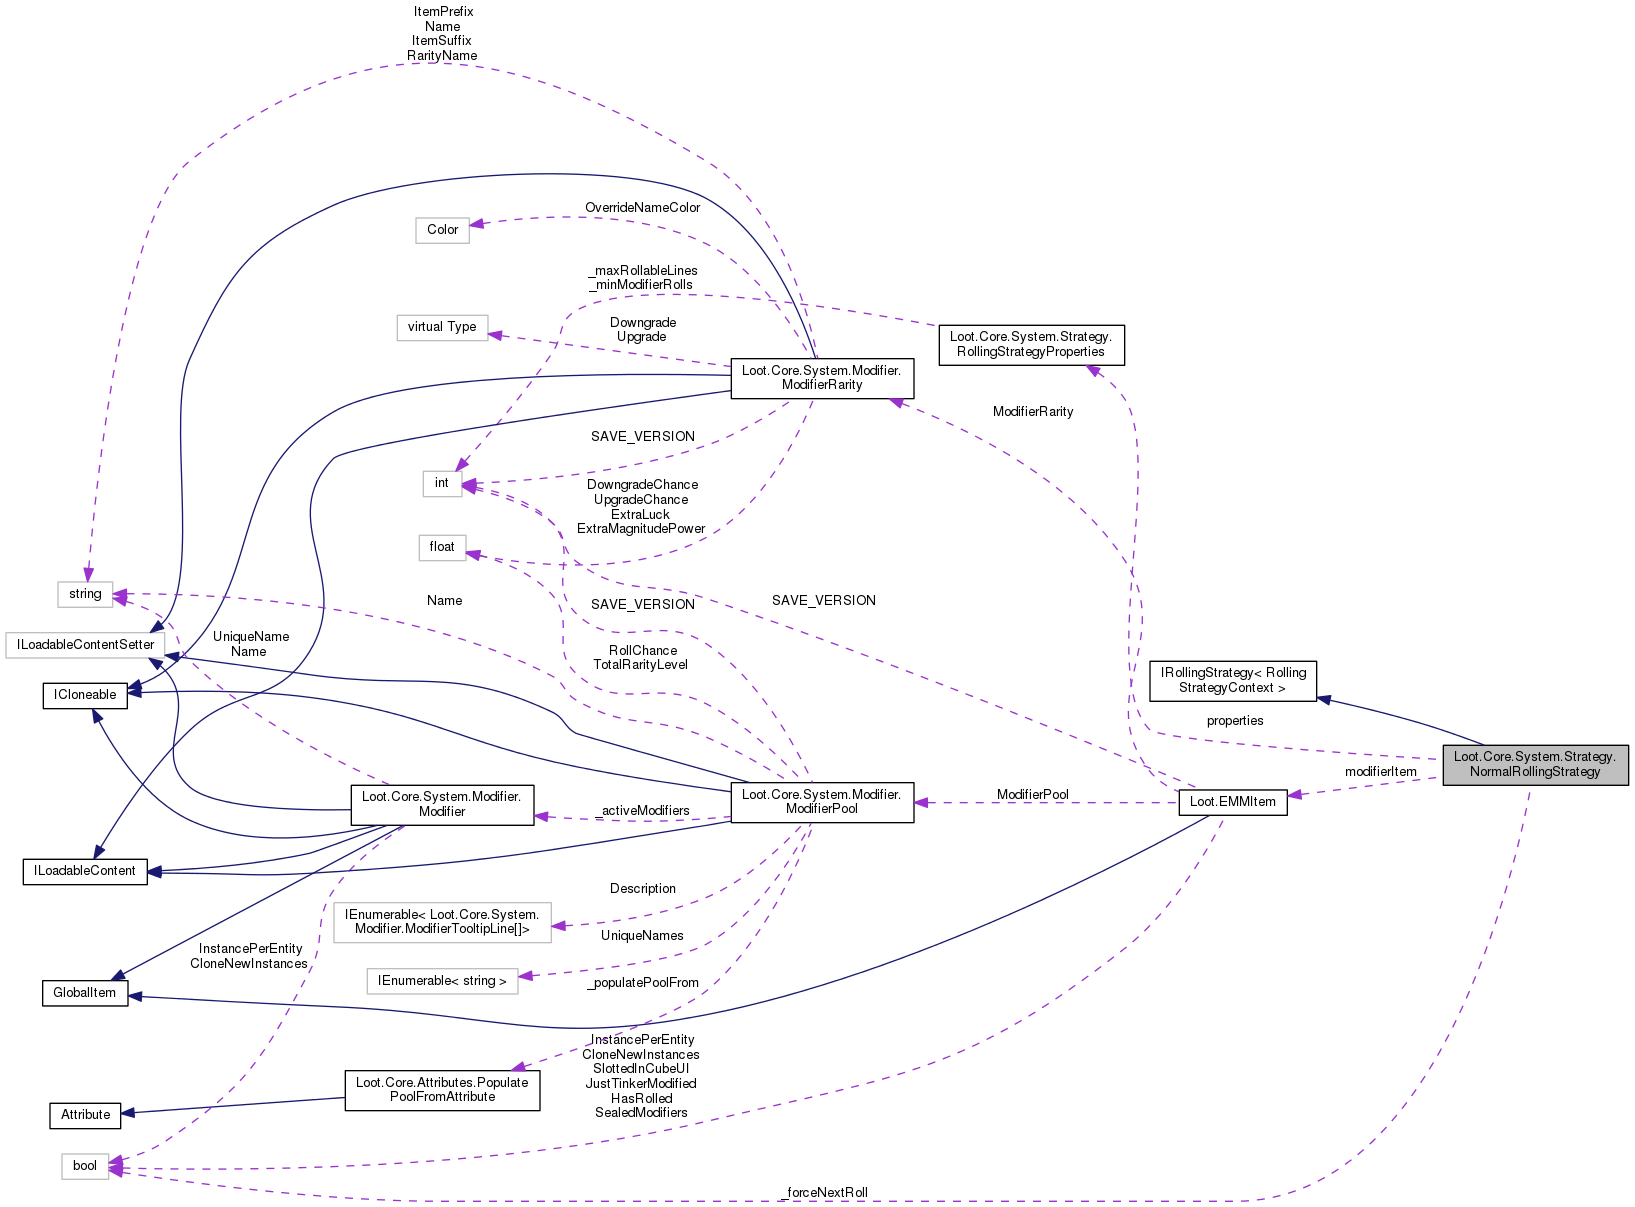 ItemPrefix
Name
ItemSuffix
RarityName
OverrideNameColor
Color
_maxRollableLines
_minModifierRolls
virtual Type
Downgrade
Upgrade
Loot.Core.System.Strategy.
RollingStrategyProperties
Loot.Core.System.Modifier.
ModifierRarity
ModifierRarity
SAVE_VERSION
int
DowngradeChance
UpgradeChance
ExtraLuck
ExtraMagnitudePower
float
string
Name
SAVE_VERSION
SAVE_VERSION
ILoadableContentSetter
UniqueName
Name
RollChance
TotalRarityLevel
ICloneable
IRollingStrategy< Rolling
StrategyContext >
properties
Loot.Core.System.Strategy.
NormalRollingStrategy
modifierItem
Loot.Core.System.Modifier.
Modifier
_activeModifiers
Loot.Core.System.Modifier.
ModifierPool
ModifierPool
Loot.EMMItem
ILoadableContent
Description
IEnumerable< Loot.Core.System.
Modifier.ModifierTooltipLine[]>
UniqueNames
InstancePerEntity
CloneNewInstances
IEnumerable< string >
_populatePoolFrom
GlobalItem
InstancePerEntity
CloneNewInstances
SlottedInCubeUI
JustTinkerModified
HasRolled
SealedModifiers
Loot.Core.Attributes.Populate
PoolFromAttribute
Attribute
bool
_forceNextRoll